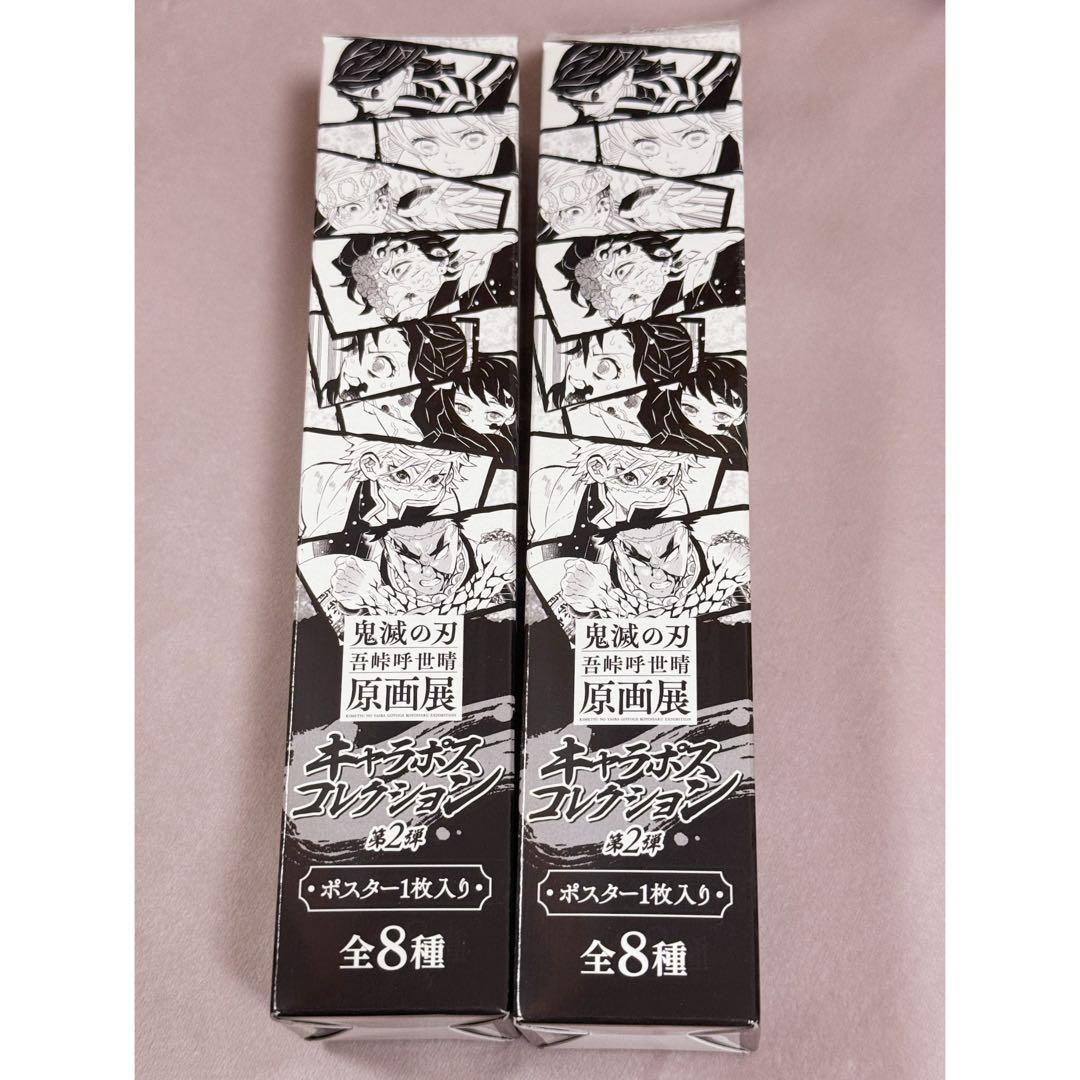 鬼滅の刃
吾峠呼世晴
原画展
KIMETSU NO YAIBA GOTOUGE KOYOHARU EXHIBITION
キャラポス
コレクション
第2弾
ポスター1枚入り
全8種
鬼滅の刃
吾峠呼世晴
原画展
KIMETSU NO YAIBA GOTOUGE KOYOHARU EXHIBITION
キャラポス
コレクション
第2弾
ポスター1枚入り
全8種